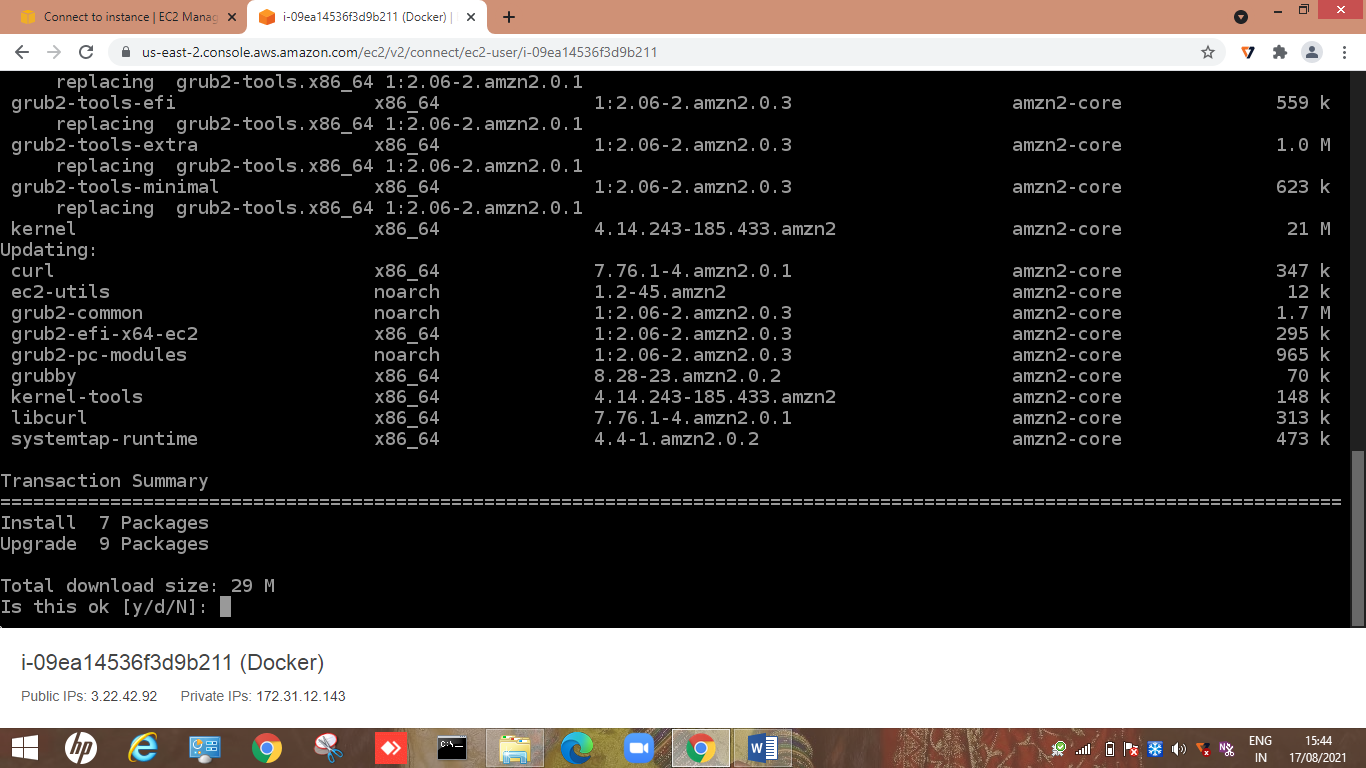 Connect to instance | EC2 Manag
i-09ea14536f3d9b211 (Docker) |
us-east-2.console.aws.amazon.com/ec2/v2/connect/ec2-user/i-09ea14536f3d9b211
replacing grub2-tools.x86_64 1:2.06-2.amzn2.0.1
grub2-tools-efi x86_64 1:2.06-2.amzn2.0.3 amzn2-core 559 k
replacing grub2-tools.x86_64 1:2.06-2.amzn2.0.1
grub2-tools-extra x86_64 1:2.06-2.amzn2.0.3 amzn2-core 1.0 M
replacing grub2-tools.x86_64 1:2.06-2.amzn2.0.1
grub2-tools-minimal x86_64 1:2.06-2.amzn2.0.3 amzn2-core 623 k
replacing grub2-tools.x86_64 1:2.06-2.amzn2.0.1
kernel x86_64 4.14.243-185.433.amzn2 amzn2-core 21 M
Updating:
curl x86_64 7.76.1-4.amzn2.0.1 amzn2-core 347 k
ec2-utils noarch 1.2-45.amzn2 amzn2-core 12 k
grub2-common noarch 1:2.06-2.amzn2.0.3 amzn2-core 1.7 M
grub2-efi-x64-ec2 x86_64 1:2.06-2.amzn2.0.3 amzn2-core 295 k
grub2-pc-modules noarch 1:2.06-2.amzn2.0.3 amzn2-core 965 k
grubby x86_64 8.28-23.amzn2.0.2 amzn2-core 70 k
kernel-tools x86_64 4.14.243-185.433.amzn2 amzn2-core 148 k
libcurl x86_64 7.76.1-4.amzn2.0.1 amzn2-core 313 k
systemtap-runtime x86_64 4.4-1.amzn2.0.2 amzn2-core 473 k
Transaction Summary
================================================================================
Install 7 Packages
Upgrade 9 Packages
Total download size: 29 M
Is this ok [y/d/N]:
i-09ea14536f3d9b211 (Docker)
Public IPs: 3.22.42.92 Private IPs: 172.31.12.143
hp
C:\
W
ENG 15:44
IN 17/08/2021